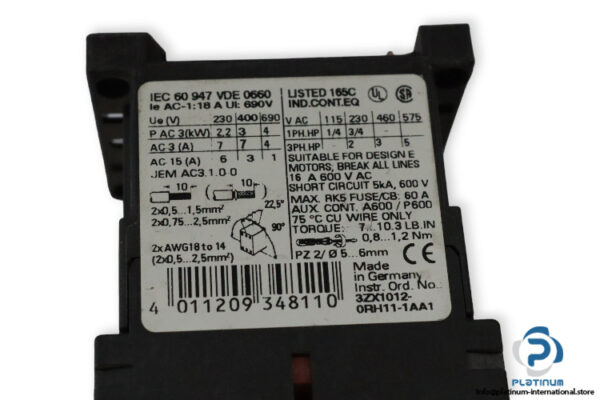 IEC 60 947 VDE 0660
Ie AC-1:18 A Ui: 690V
Ue (V) 230 400 690
P AC 3(kW) 2.2 3 4
AC 3 (A) 7 7 4
AC 15 (A) 6 3 1
JEM AC3.1.0 0
10 10
2x0,5...1,5mm²
2x0,75...2,5mm²
22,5°
90°
2x AWG18 to 14
(2x0,5...2,5mm²)
4 011209 348110
LISTED 165C
IND.CONT.EQ
UL SA
V AC 115 230 460 575
1PH.HP 1/4 3/4 -
3PH.HP 2 3 5
SUITABLE FOR DESIGN E
MOTORS; BREAK ALL LINES
16 A 600 V AC
SHORT CIRCUIT 5kA, 600 V
MAX. RK5 FUSE/CB: 60 A
AUX. CONT. A600 / P600
75 °C CU WIRE ONLY
TORQUE: 7...10.3 LB.IN
0,8...1,2 Nm
PZ 2/ Ø 5...6mm
Made
in Germany
Instr. Ord. No.:
3ZX1012-
0RH11-1AA1
CE
PLATINUM
info@platinum-international.store